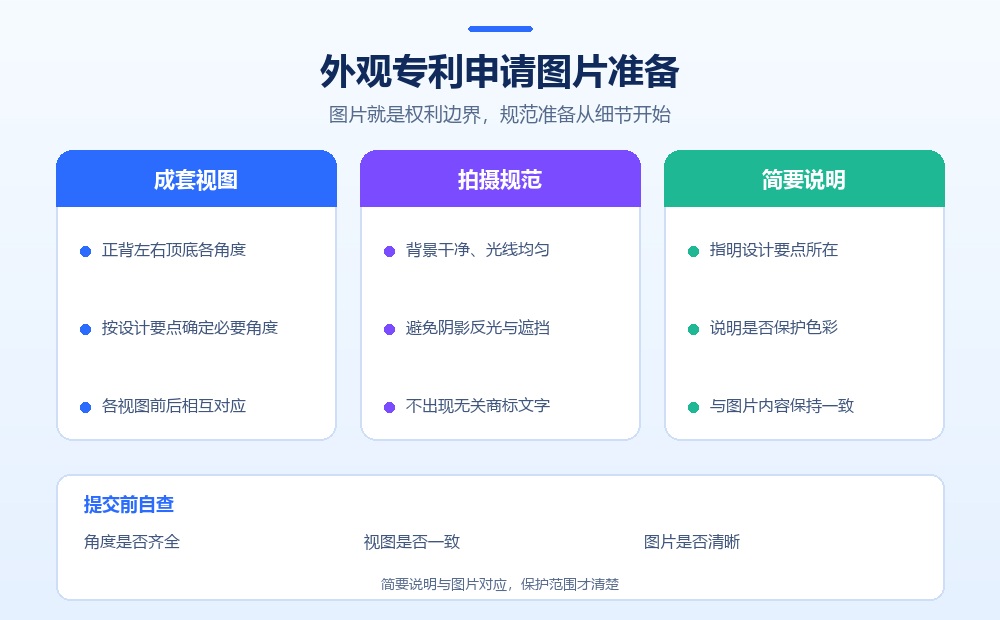 外观专利申请图片准备
图片就是权利边界，规范准备从细节开始
成套视图
正背左右顶底各角度
按设计要点确定必要角度
各视图前后相互对应
拍摄规范
背景干净、光线均匀
避免阴影反光与遮挡
不出现无关商标文字
简要说明
指明设计要点所在
说明是否保护色彩
与图片内容保持一致
提交前自查
角度是否齐全
视图是否一致
图片是否清晰
简要说明与图片对应，保护范围才清楚